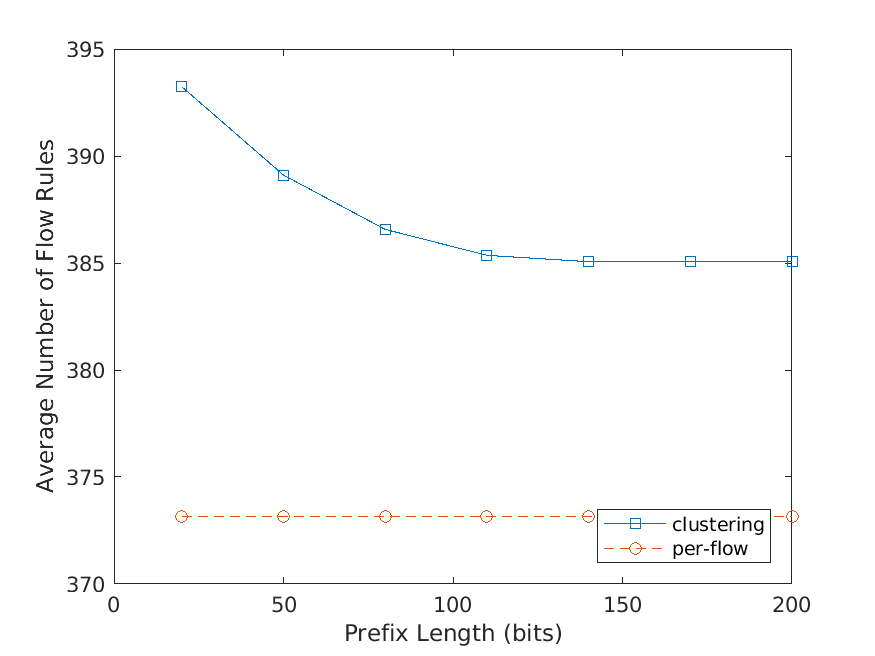 395
390
385
380
375
370
Average Number of Flow Rules
0
50
100
150
200
Prefix Length (bits)
clustering
per-flow